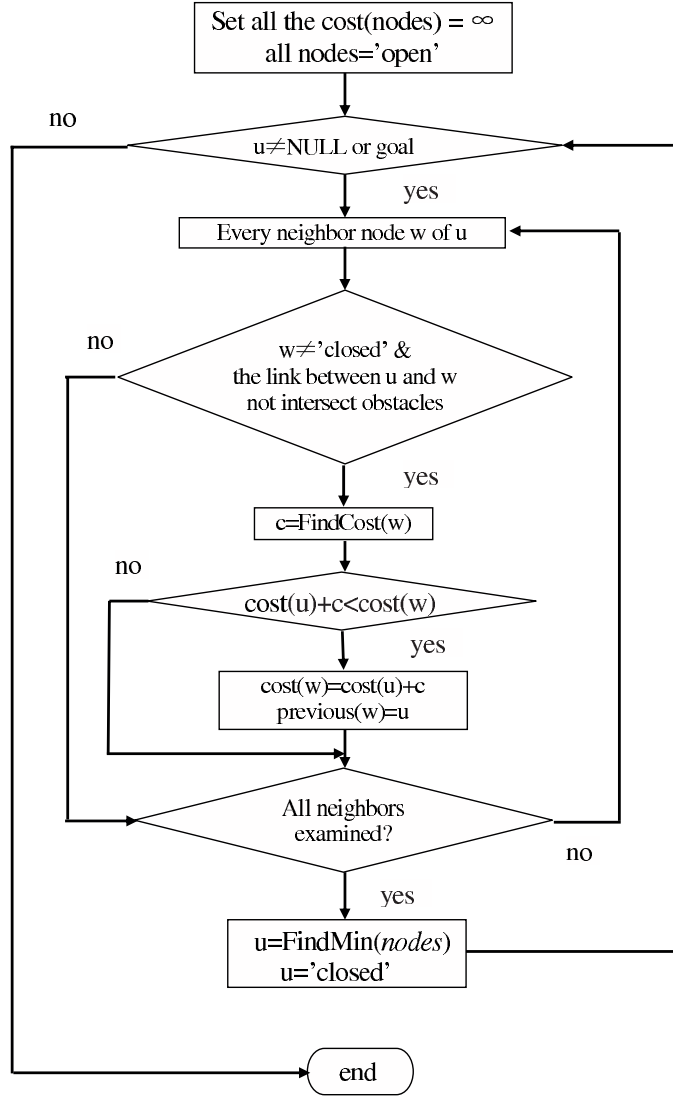 Set all the cost(nodes) = ∞
all nodes='open'
no
u≠NULL or goal
yes
Every neighbor node w of u
no
w≠'closed' &
the link between u and w
not intersect obstacles
yes
c=FindCost(w)
no
cost(u)+c<cost(w)
yes
cost(w)=cost(u)+c
previous(w)=u
All neighbors
examined?
no
yes
u=FindMin(nodes)
u='closed'
end